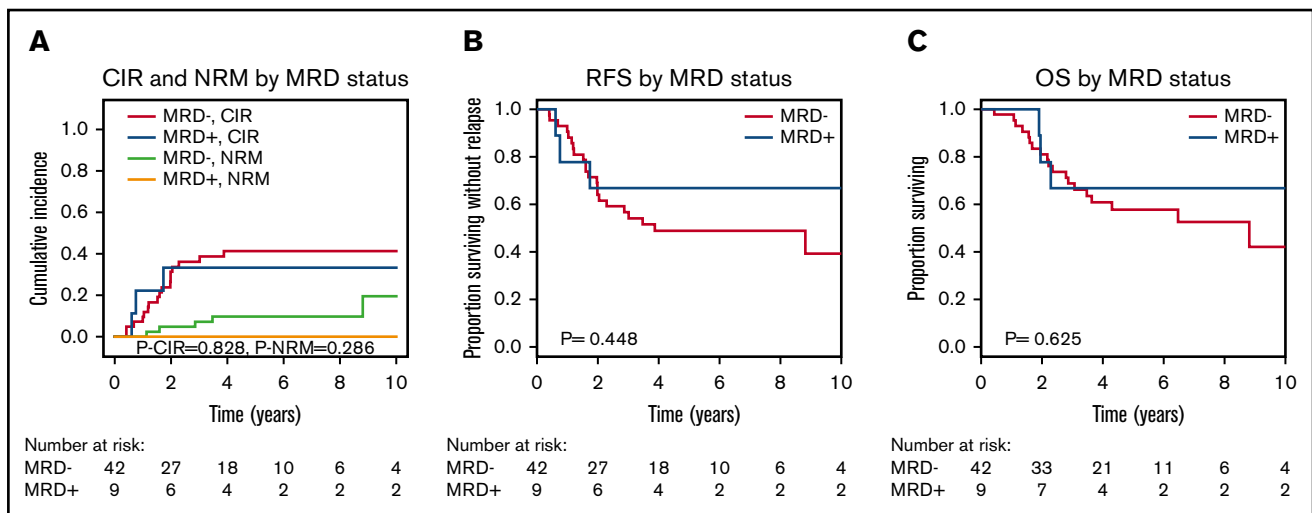 A
CIR and NRM by MRD status
MRD-, CIR
MRD+, CIR
MRD-, NRM
MRD+, NRM
Cumulative incidence
1.0
0.8
0.6
0.4
0.2
0.0
P-CIR=0.828, P-NRM=0.286
0 2 4 6 8 10
Time (years)
Number at risk:
MRD- 42 27 18 10 6 4
MRD+ 9 6 4 2 2 2
B
RFS by MRD status
MRD-
MRD+
Proportion surviving without relapse
1.0
0.8
0.6
0.4
0.2
0.0
P= 0.448
0 2 4 6 8 10
Time (years)
Number at risk:
MRD- 42 27 18 10 6 4
MRD+ 9 6 4 2 2 2
C
OS by MRD status
MRD-
MRD+
Proportion surviving
1.0
0.8
0.6
0.4
0.2
0.0
P= 0.625
0 2 4 6 8 10
Time (years)
Number at risk:
MRD- 42 33 21 11 6 4
MRD+ 9 7 4 2 2 2